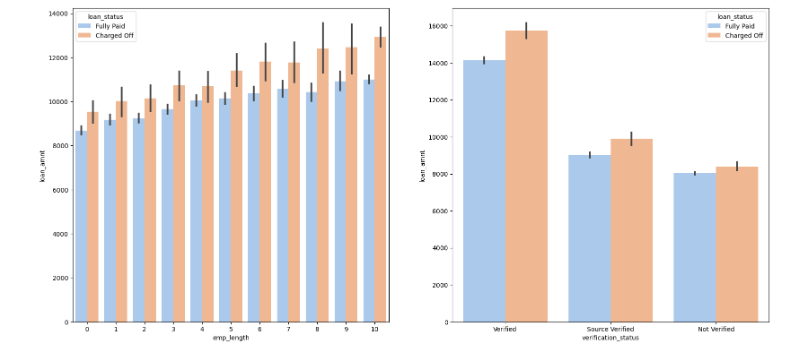 loan_status
Fully Paid
Charged Off
14000
12000
10000
8000
6000
4000
2000
0
loan_amnt
0 1 2 3 4 5 6 7 8 9 10
emp_length
loan_status
Fully Paid
Charged Off
16000
14000
12000
10000
8000
6000
4000
2000
0
loan_amnt
Verified Source Verified Not Verified
verification_status